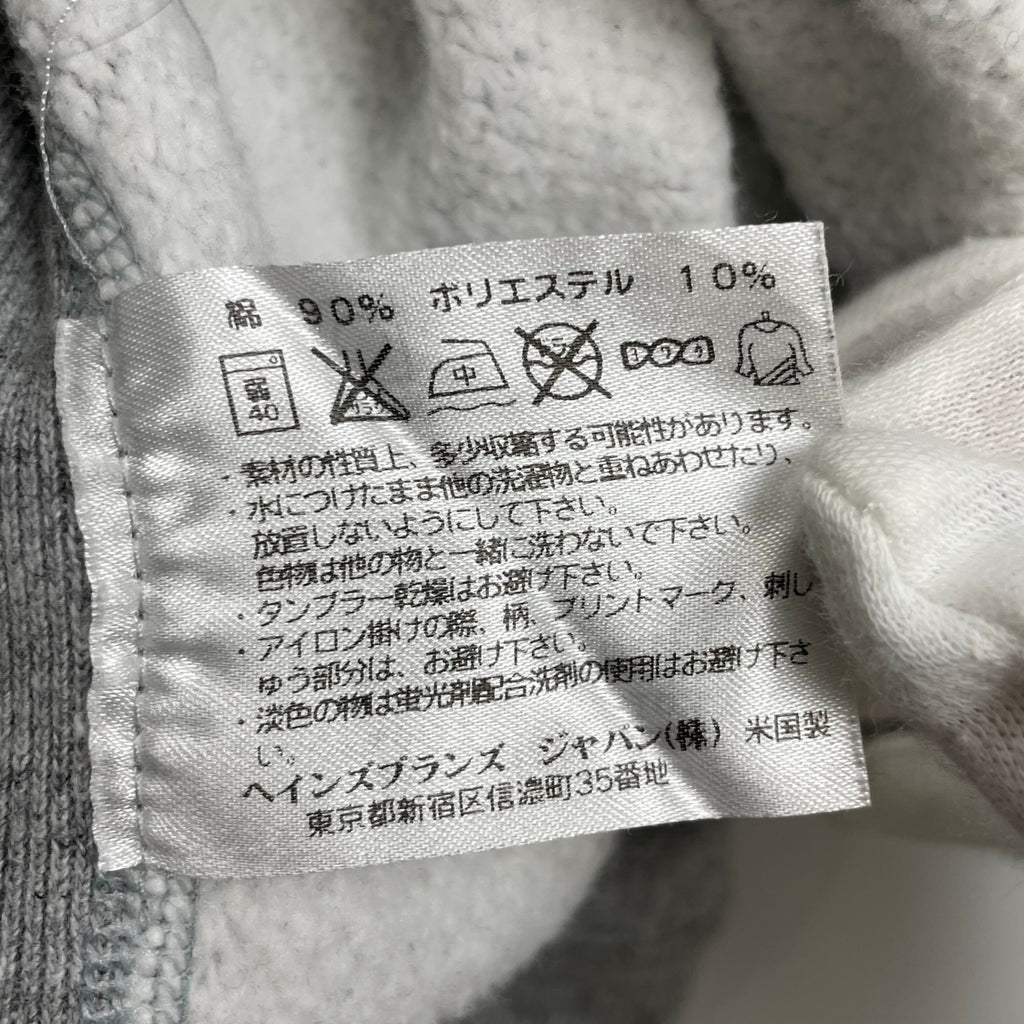 綿 90% ポリエステル 10%
弱 40 エンソ 中 ドライ
・素材の性質上、多少収縮する可能性があります。
・水につけたまま他の洗濯物と重ねあわせたり、
放置しないようにして下さい。
色物は他の物と一緒に洗わないで下さい。
・タンブラー乾燥はお避け下さい。
・アイロン掛けの際、柄、プリントマーク、刺し
ゅう部分は、お避け下さい。
・淡色の物は蛍光剤配合洗剤の使用はお避け下さ
い。
ヘインズブランズ ジャパン(株) 米国製
東京都新宿区信濃町35番地